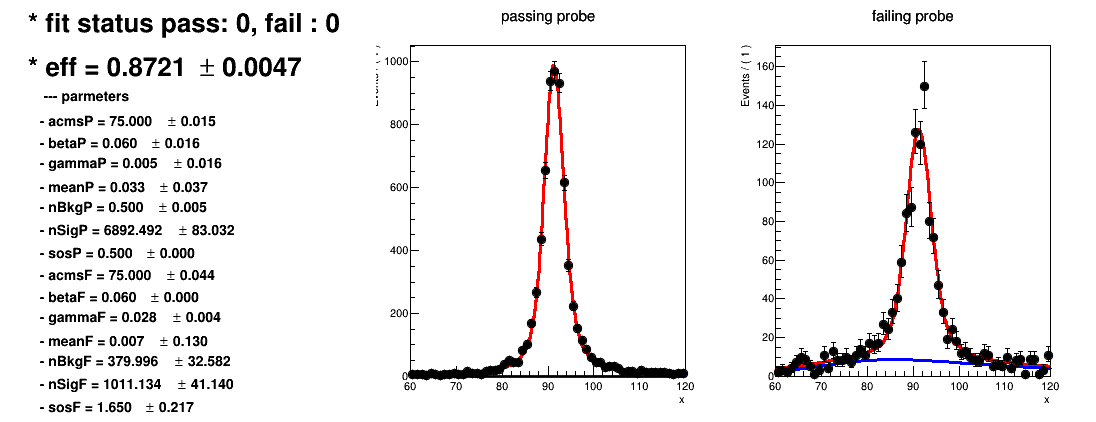 * fit status pass: 0, fail : 0
* eff = 0.8721 ± 0.0047
--- parmeters
- acmsP = 75.000 ± 0.015
- betaP = 0.060 ± 0.016
- gammaP = 0.005 ± 0.016
- meanP = 0.033 ± 0.037
- nBkgP = 0.500 ± 0.005
- nSigP = 6892.492 ± 83.032
- sosP = 0.500 ± 0.000
- acmsF = 75.000 ± 0.044
- betaF = 0.060 ± 0.000
- gammaF = 0.028 ± 0.004
- meanF = 0.007 ± 0.130
- nBkgF = 379.996 ± 32.582
- nSigF = 1011.134 ± 41.140
- sosF = 1.650 ± 0.217
passing probe
1000
800
600
400
200
0
60 70 80 90 100 110 120
x
failing probe
Events / ( 1 )
160
140
120
100
80
60
40
20
0
60 70 80 90 100 110 120
x